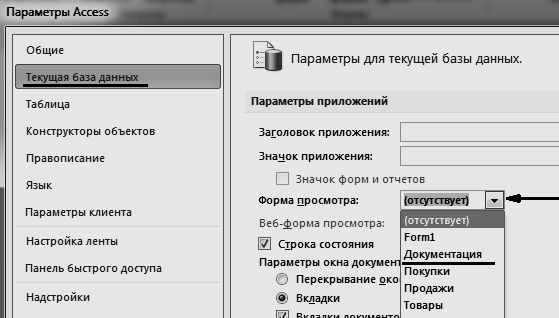 Параметры Access
Общие
Текущая база данных
Таблица
Конструкторы объектов
Правописание
Язык
Параметры клиента
Настройка ленты
Панель быстрого доступа
Надстройки
Параметры для текущей базы данных.
Параметры приложений
Заголовок приложения:
Значок приложения:
Значок форм и отчетов
Форма просмотра: (отсутствует)
Веб-форма просмотра:
(отсутствует)
Form1
Документация
Покупки
Продажи
Товары
Строка состояния
Параметры окна докумен
Перекрывание око
Вкладки
Вкладки документо